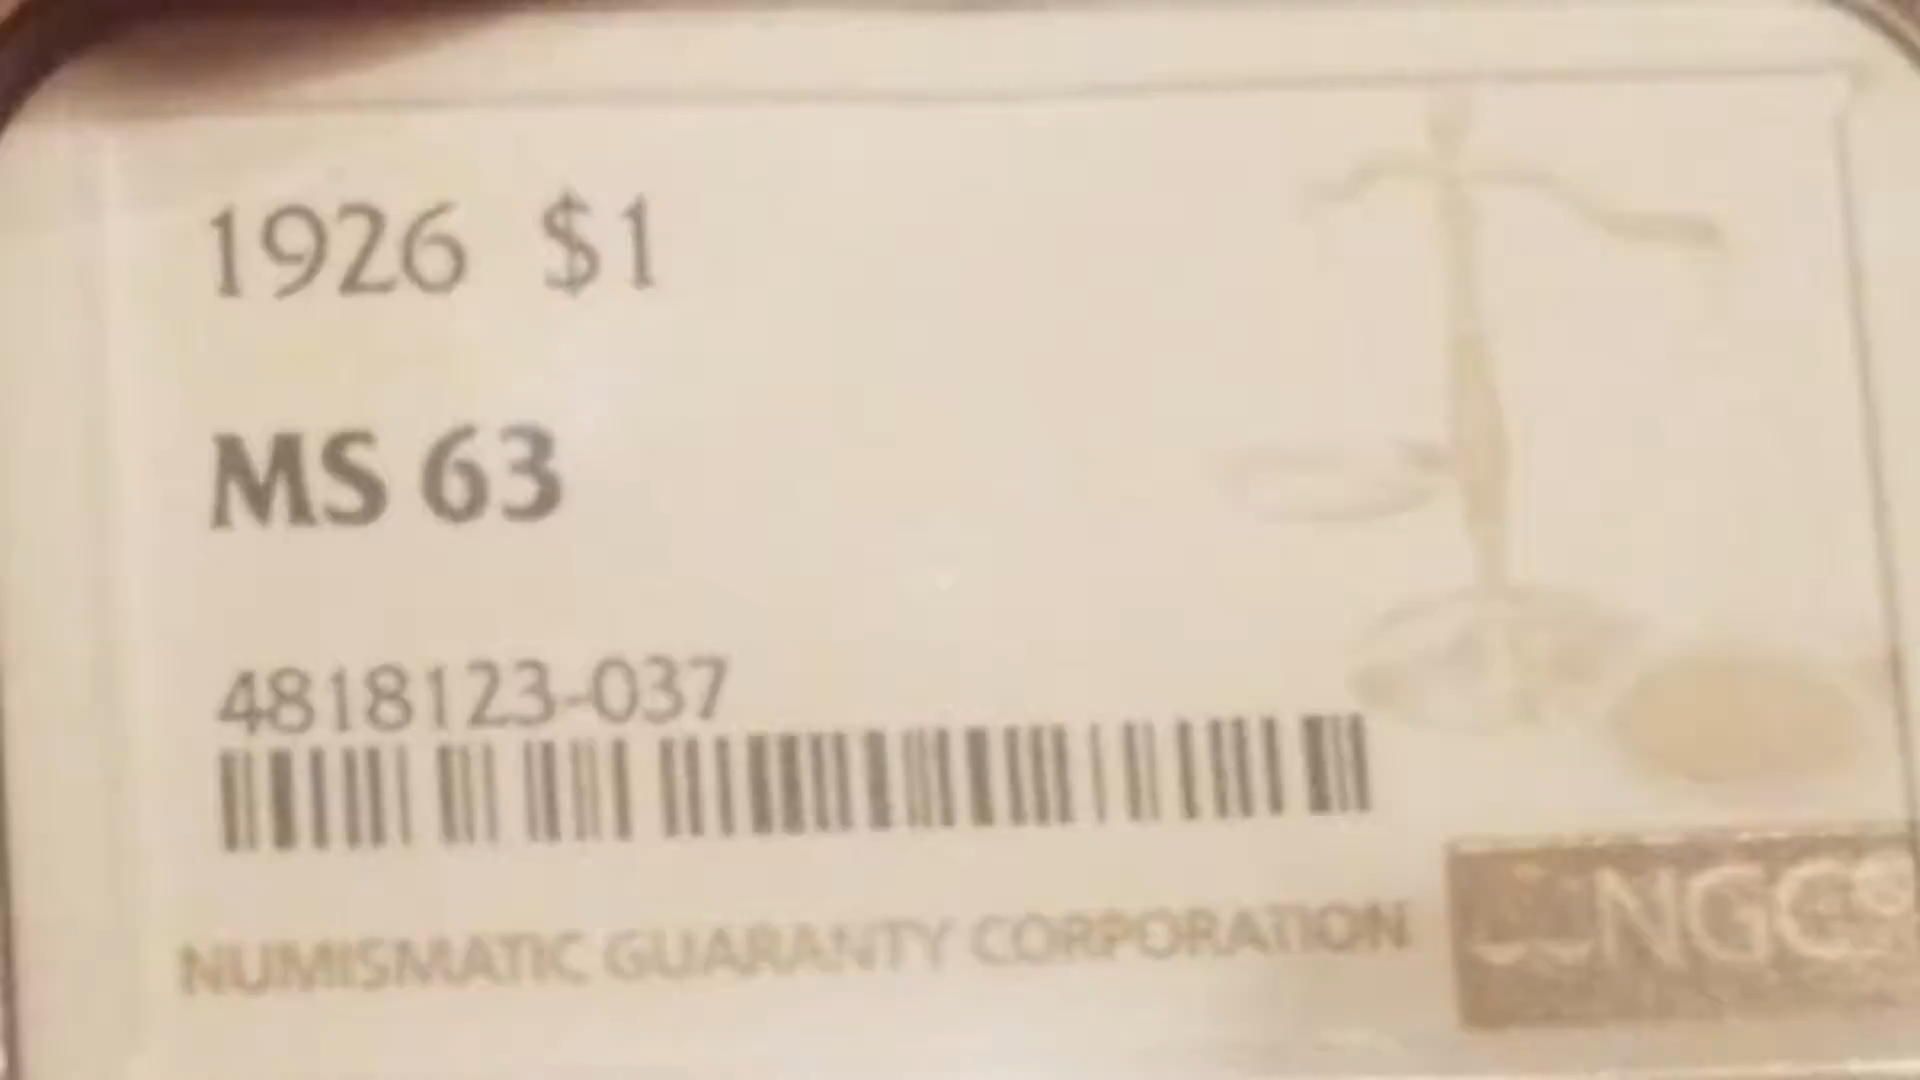 1926 $1
MS 63
4818123-037
NUMISMATIC GUARANTY CORPORATION
NGC®